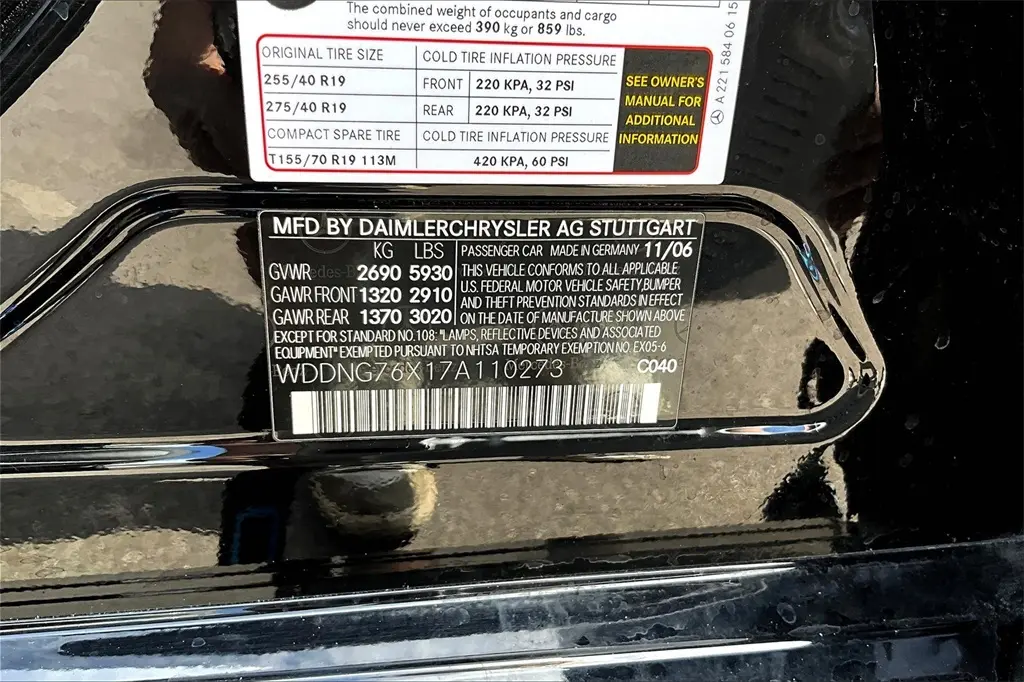 The combined weight of occupants and cargo
should never exceed 390 kg or 859 lbs.
ORIGINAL TIRE SIZE COLD TIRE INFLATION PRESSURE
255/40 R19 FRONT 220 KPA, 32 PSI
275/40 R19 REAR 220 KPA, 32 PSI
COMPACT SPARE TIRE COLD TIRE INFLATION PRESSURE
T155/70 R19 113M 420 KPA, 60 PSI
SEE OWNER'S
MANUAL FOR
ADDITIONAL
INFORMATION
A 221 584 06 15
MFD BY DAIMLERCHRYSLER AG STUTTGART
KG LBS
GVWR 2690 5930
GAWR FRONT 1320 2910
GAWR REAR 1370 3020
PASSENGER CAR MADE IN GERMANY 11/06
THIS VEHICLE CONFORMS TO ALL APPLICABLE
U.S. FEDERAL MOTOR VEHICLE SAFETY,BUMPER
AND THEFT PREVENTION STANDARDS IN EFFECT
ON THE DATE OF MANUFACTURE SHOWN ABOVE
EXCEPT FOR STANDARD NO.108: "LAMPS, REFLECTIVE DEVICES AND ASSOCIATED
EQUIPMENT" EXEMPTED PURSUANT TO NHTSA TEMPORARY EXEMPTION NO. EX05-6
WDDNG76X17A110273 C040